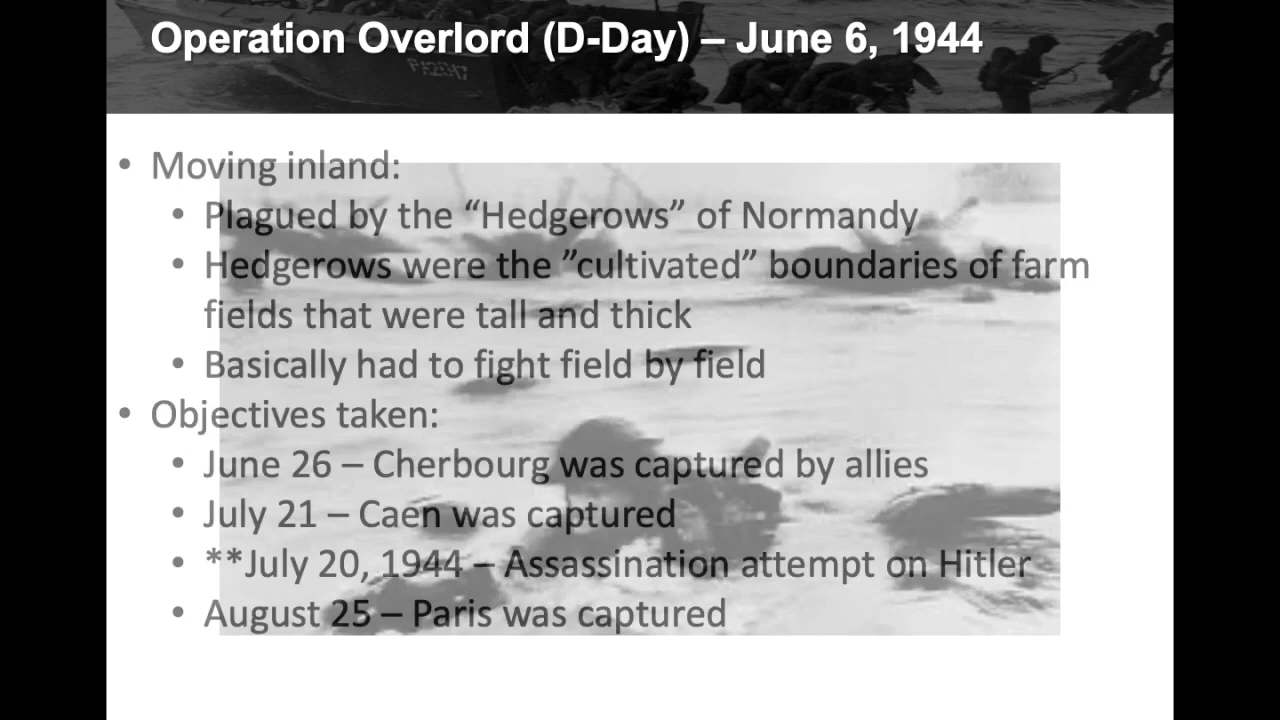 Operation Overlord (D-Day) – June 6, 1944
• Moving inland:
• Plagued by the “Hedgerows” of Normandy
• Hedgerows were the ”cultivated” boundaries of farm
fields that were tall and thick
• Basically had to fight field by field
• Objectives taken:
• June 26 – Cherbourg was captured by allies
• July 21 – Caen was captured
• **July 20, 1944 – Assassination attempt on Hitler
• August 25 – Paris was captured